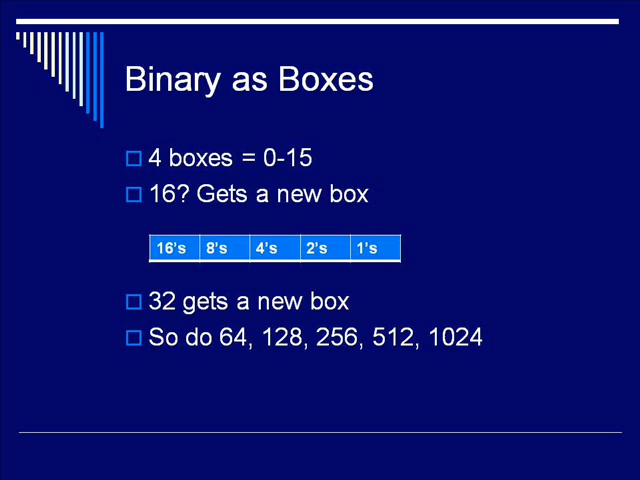 Binary as Boxes
4 boxes = 0-15
16? Gets a new box
16's 8's 4's 2's 1's
32 gets a new box
So do 64, 128, 256, 512, 1024